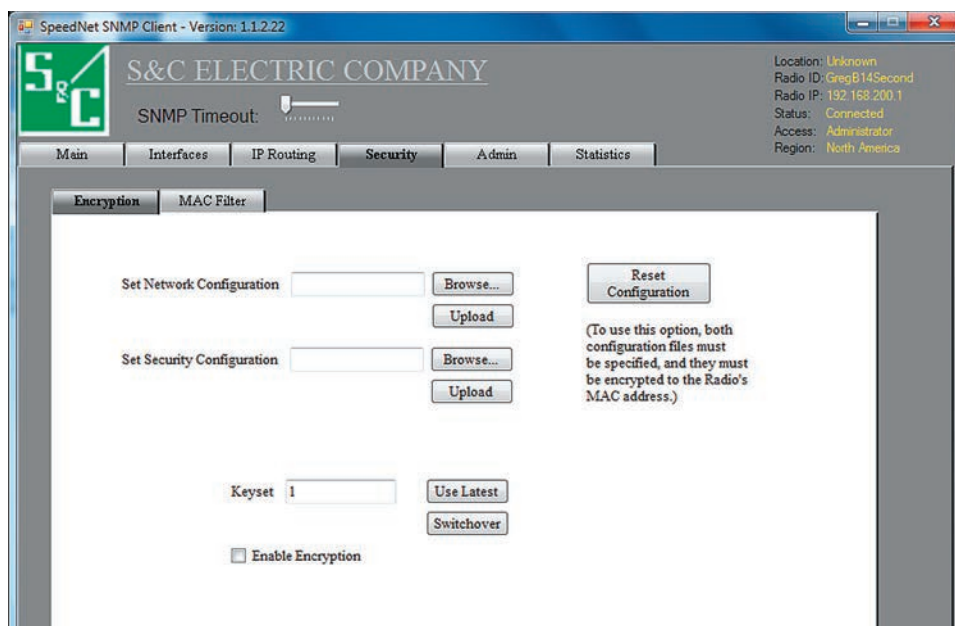 SpeedNet SNMP Client - Version: 1.1.2.22
S&C
S&C ELECTRIC COMPANY
SNMP Timeout:
Location: Unknown
Radio ID: GregB14Second
Radio IP: 192.168.200.1
Status: Connected
Access: Administrator
Region: North America
Main
Interfaces
IP Routing
Security
Admin
Statistics
Encryption
MAC Filter
Set Network Configuration
Browse...
Upload
Set Security Configuration
Browse...
Upload
Reset
Configuration
(To use this option, both
configuration files must
be specified, and they must
be encrypted to the Radio's
MAC address.)
Keyset 1
Use Latest
Switchover
Enable Encryption